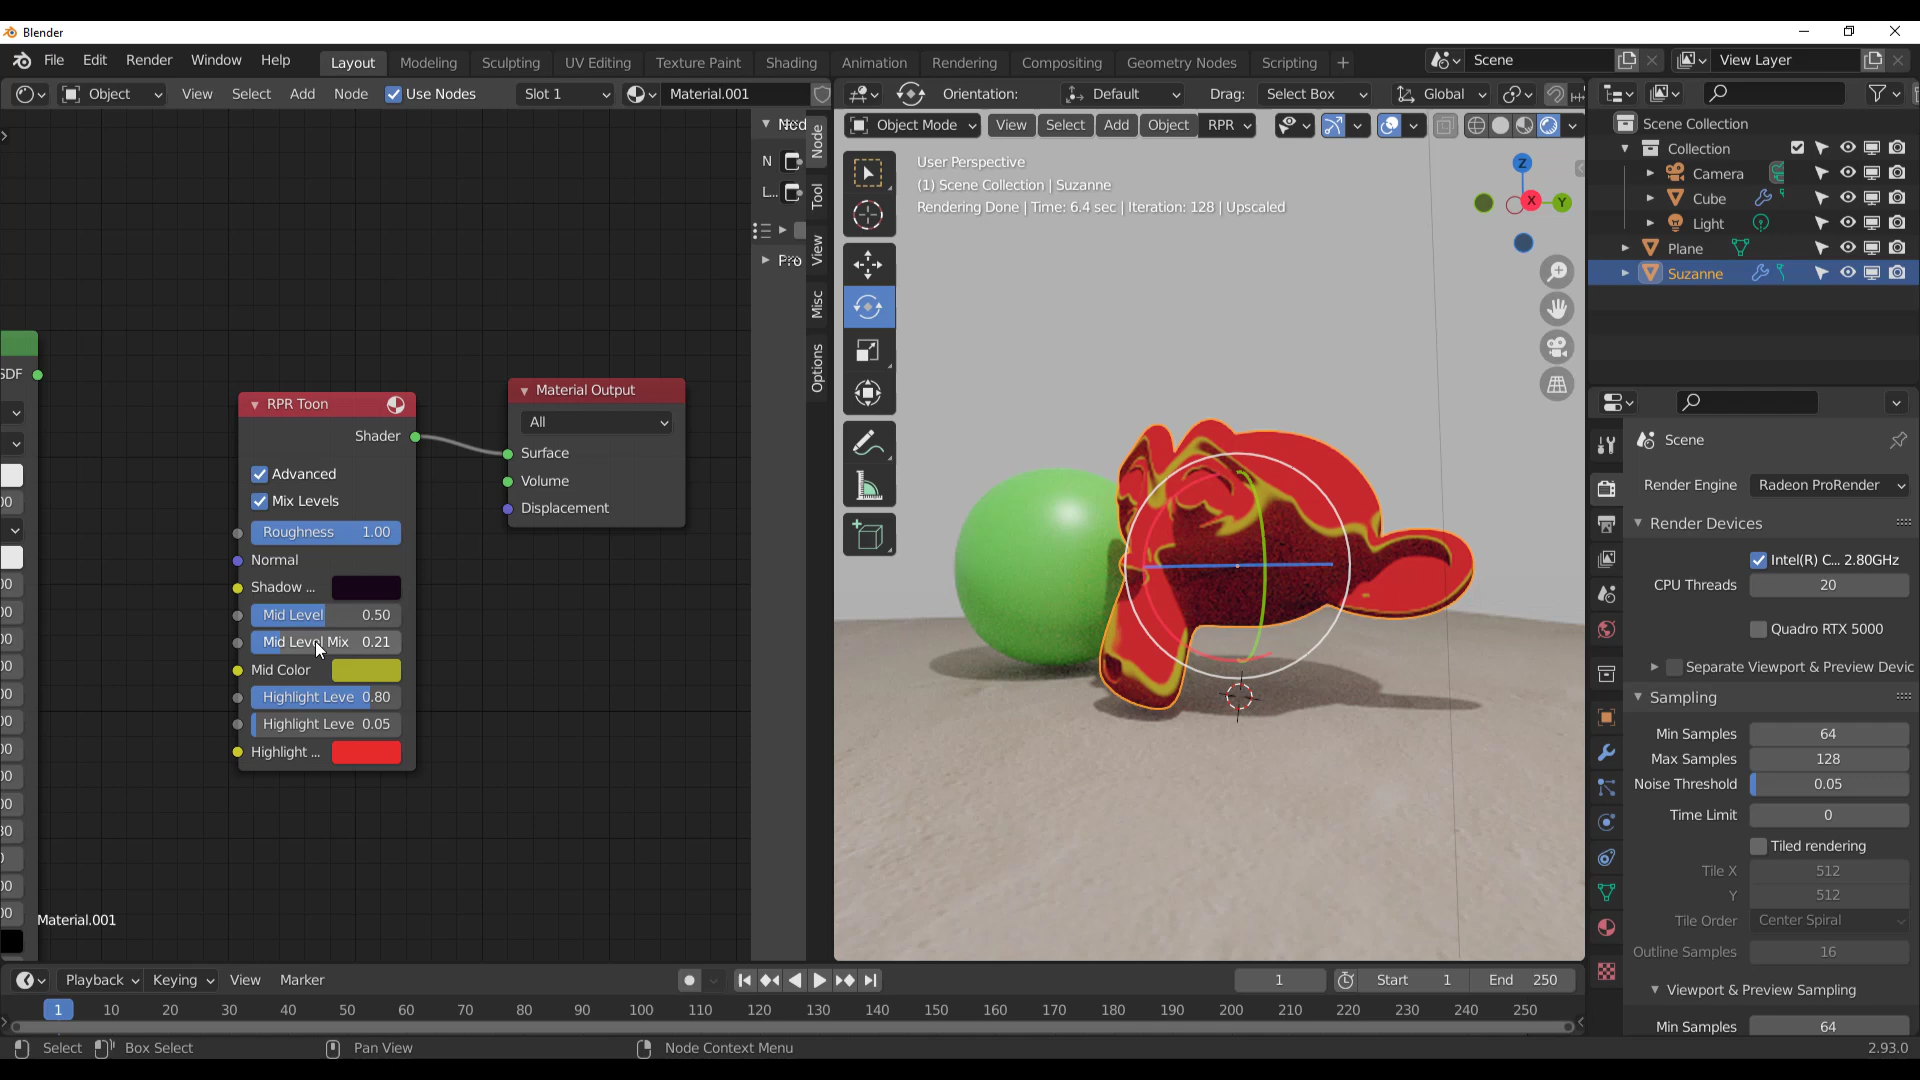 Blender
File Edit Render Window Help
Layout Modeling Sculpting UV Editing Texture Paint Shading Animation Rendering Compositing Geometry Nodes Scripting +
Scene
View Layer
Object View Select Add Node Use Nodes Slot 1 Material.001
Orientation: Default Drag: Select Box Global
Object Mode View Select Add Object RPR
User Perspective
(1) Scene Collection | Suzanne
Rendering Done | Time: 6.4 sec | Iteration: 128 | Upscaled
Z
X
Y
Node
Tool
View
Misc
Options
N
L...
Pro
SDF
RPR Toon
Shader
Advanced
Mix Levels
Roughness 1.00
Normal
Shadow ...
Mid Level 0.50
Mid Level Mix 0.21
Mid Color
Highlight Leve 0.80
Highlight Leve 0.05
Highlight ...
Material Output
All
Surface
Volume
Displacement
Material.001
Scene Collection
Collection
Camera
Cube
Light
Plane
Suzanne
Scene
Render Engine Radeon ProRender
Render Devices
Intel(R) C... 2.80GHz
CPU Threads 20
Quadro RTX 5000
Separate Viewport & Preview Devic
Sampling
Min Samples 64
Max Samples 128
Noise Threshold 0.05
Time Limit 0
Tiled rendering
Tile X 512
Y 512
Tile Order Center Spiral
Outline Samples 16
Viewport & Preview Sampling
Min Samples 64
Playback Keying View Marker
1 Start 1 End 250
1 10 20 30 40 50 60 70 80 90 100 110 120 130 140 150 160 170 180 190 200 210 220 230 240 250
Select Box Select Pan View Node Context Menu
2.93.0